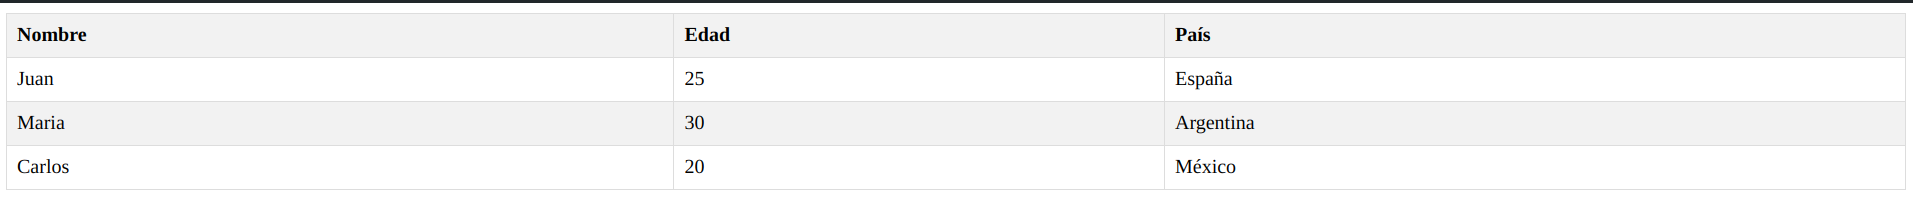 Nombre Edad País
Juan 25 España
Maria 30 Argentina
Carlos 20 México